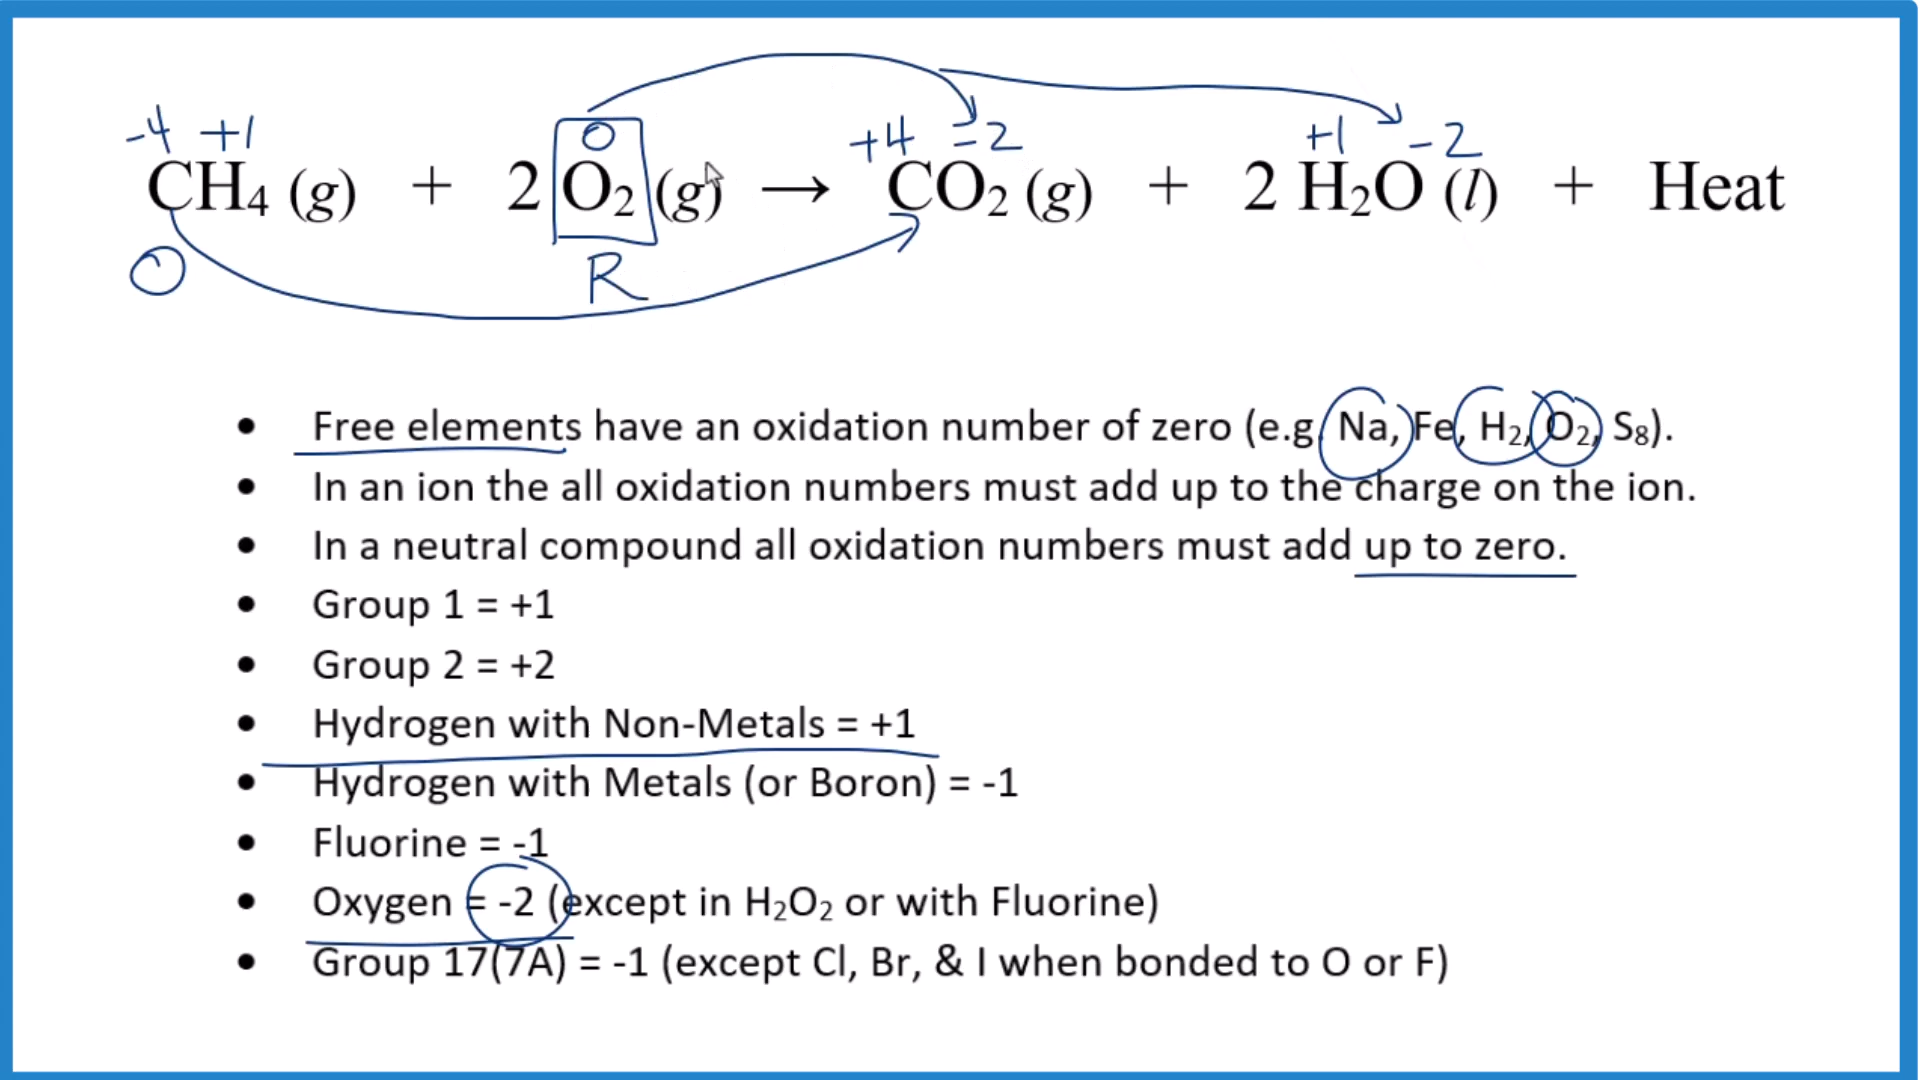 -4 +1 0 +4 -2 +1 -2
CH₄ (g) + 2 O₂ (g) → CO₂ (g) + 2 H₂O (l) + Heat
O R
• Free elements have an oxidation number of zero (e.g. Na, Fe, H₂, O₂, S₈).
• In an ion the all oxidation numbers must add up to the charge on the ion.
• In a neutral compound all oxidation numbers must add up to zero.
• Group 1 = +1
• Group 2 = +2
• Hydrogen with Non-Metals = +1
• Hydrogen with Metals (or Boron) = -1
• Fluorine = -1
• Oxygen = -2 (except in H₂O₂ or with Fluorine)
• Group 17(7A) = -1 (except Cl, Br, & I when bonded to O or F)